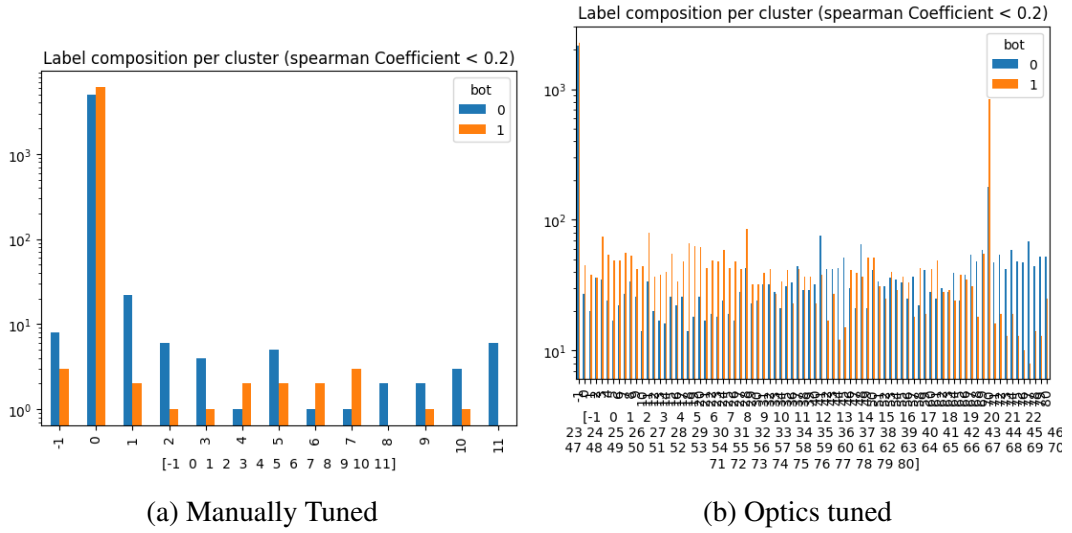 Label composition per cluster (spearman Coefficient < 0.2)
bot
0
1
10³
10²
10¹
10⁰
-1 0 1 2 3 4 5 6 7 8 9 10 11
[-1 0 1 2 3 4 5 6 7 8 9 10 11]
(a) Manually Tuned
Label composition per cluster (spearman Coefficient < 0.2)
bot
0
1
10³
10²
10¹
[-1 0 1 2 3 4 5 6 7 8 9 10 11 12 13 14 15 16 17 18 19 20 21 22
23 24 25 26 27 28 29 30 31 32 33 34 35 36 37 38 39 40 41 42 43 44 45 46
47 48 49 50 51 52 53 54 55 56 57 58 59 60 61 62 63 64 65 66 67 68 69 70
71 72 73 74 75 76 77 78 79 80]
(b) Optics tuned